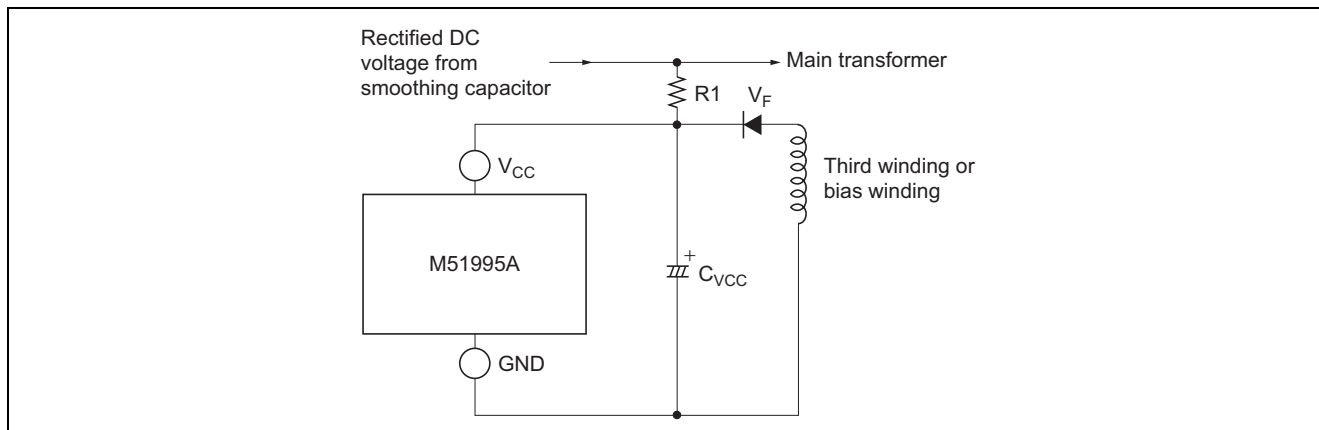 Rectified DC
voltage from
smoothing capacitor
Main transformer
R1
VF
VCC
Third winding or
bias winding
M51995A
+
CVCC
GND